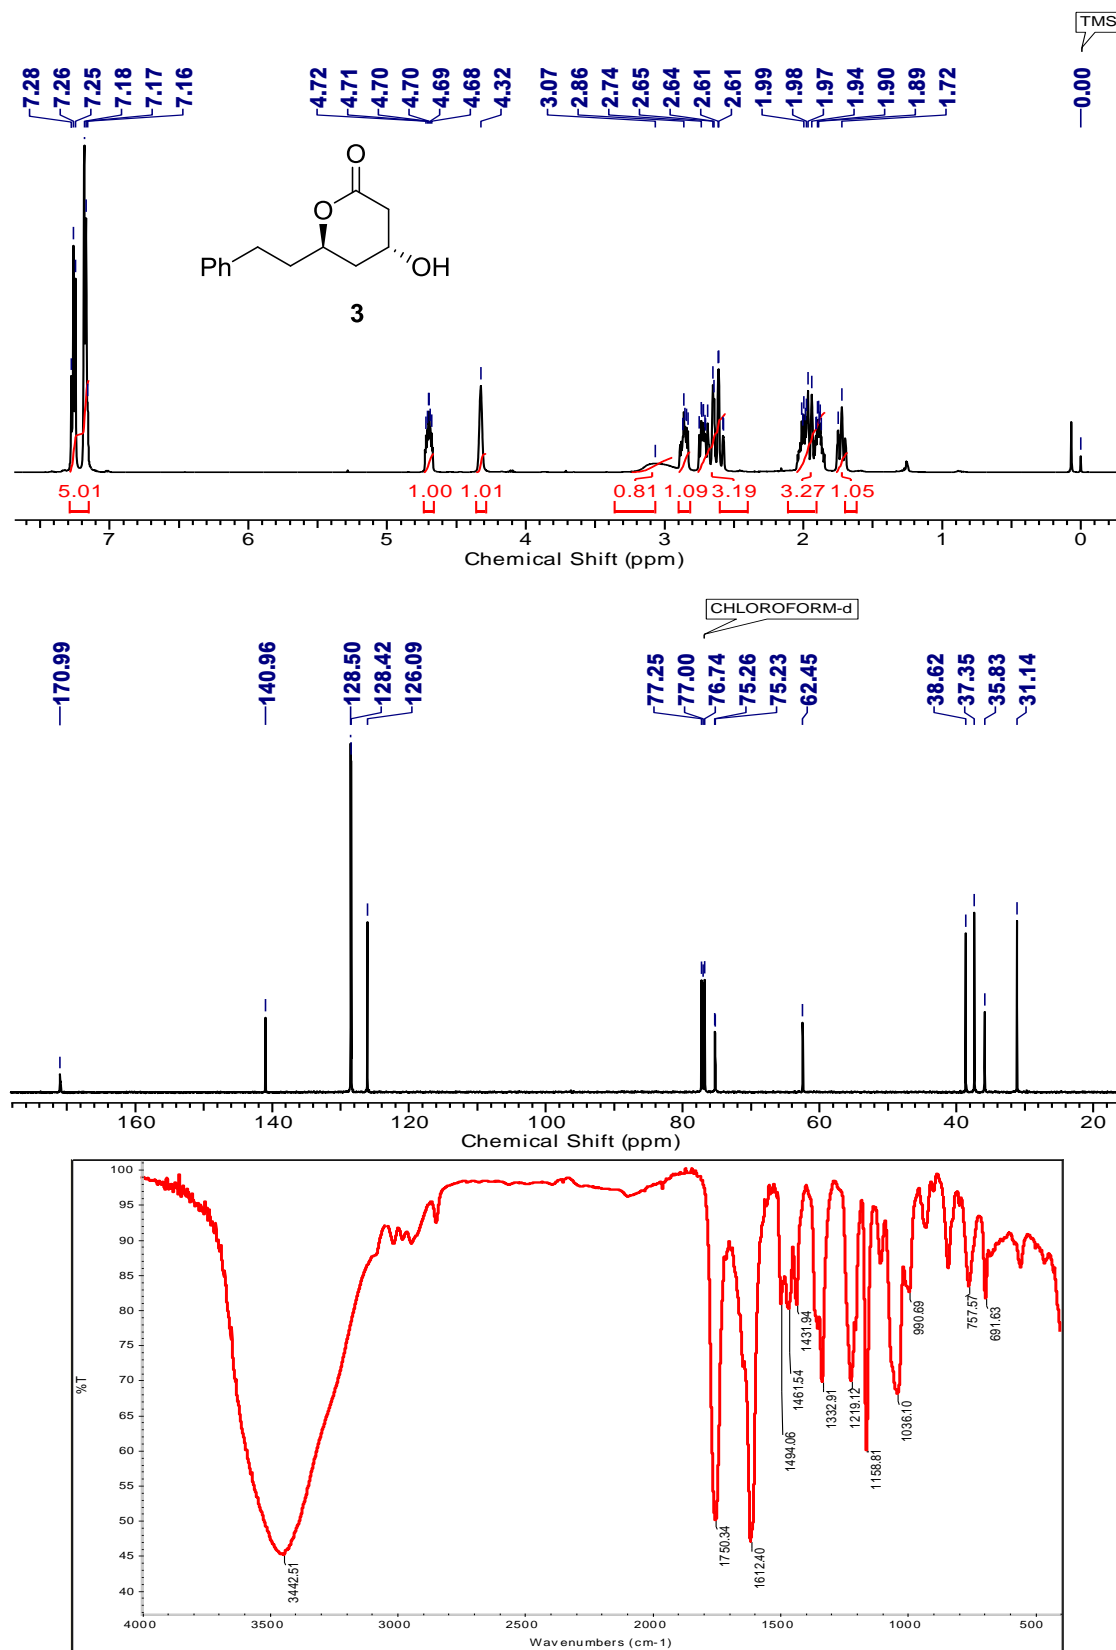 TMS
7.28 7.26 7.25 7.18 7.17 7.16 4.72 4.71 4.70 4.70 4.69 4.68 4.32 3.07 2.86 2.74 2.65 2.64 2.61 2.61 1.99 1.98 1.97 1.94 1.90 1.89 1.72 0.00
O
O
Ph
OH
3
5.01 1.00 1.01 0.81 1.09 3.19 3.27 1.05
7 6 5 4 3 2 1 0
Chemical Shift (ppm)
CHLOROFORM-d
170.99 140.96 128.50 128.42 126.09 77.25 77.00 76.74 75.26 75.23 62.45 38.62 37.35 35.83 31.14
160 140 120 100 80 60 40 20
Chemical Shift (ppm)
100
95
90
85
80
75
70
65
60
55
50
45
40
%T
3442.51 1750.34 1612.40 1494.06 1461.54 1431.94 1332.91 1219.12 1158.81 1036.10 990.69 757.57 691.63
4000 3500 3000 2500 2000 1500 1000 500
Wavenumbers (cm-1)